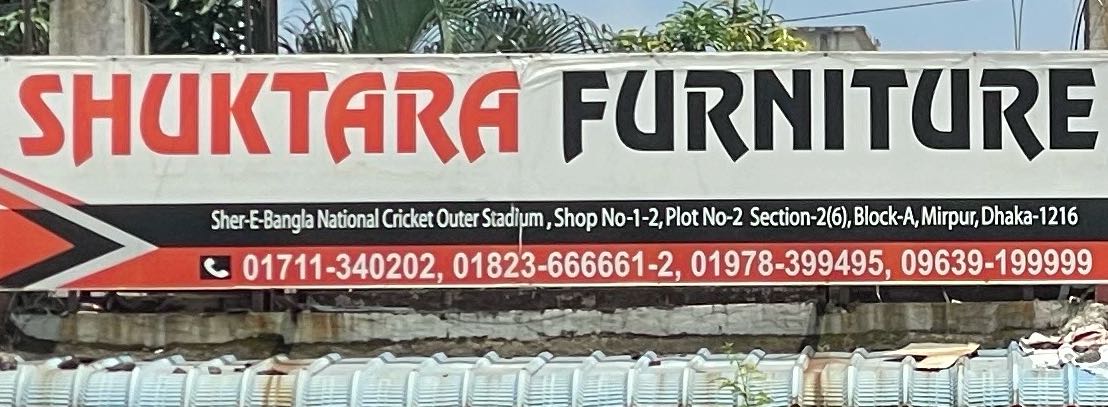 SHUKTARA FURNITURE
Sher-E-Bangla National Cricket Outer Stadium , Shop No-1-2, Plot No-2 Section-2(6), Block-A, Mirpur, Dhaka-1216
01711-340202, 01823-666661-2, 01978-399495, 09639-199999